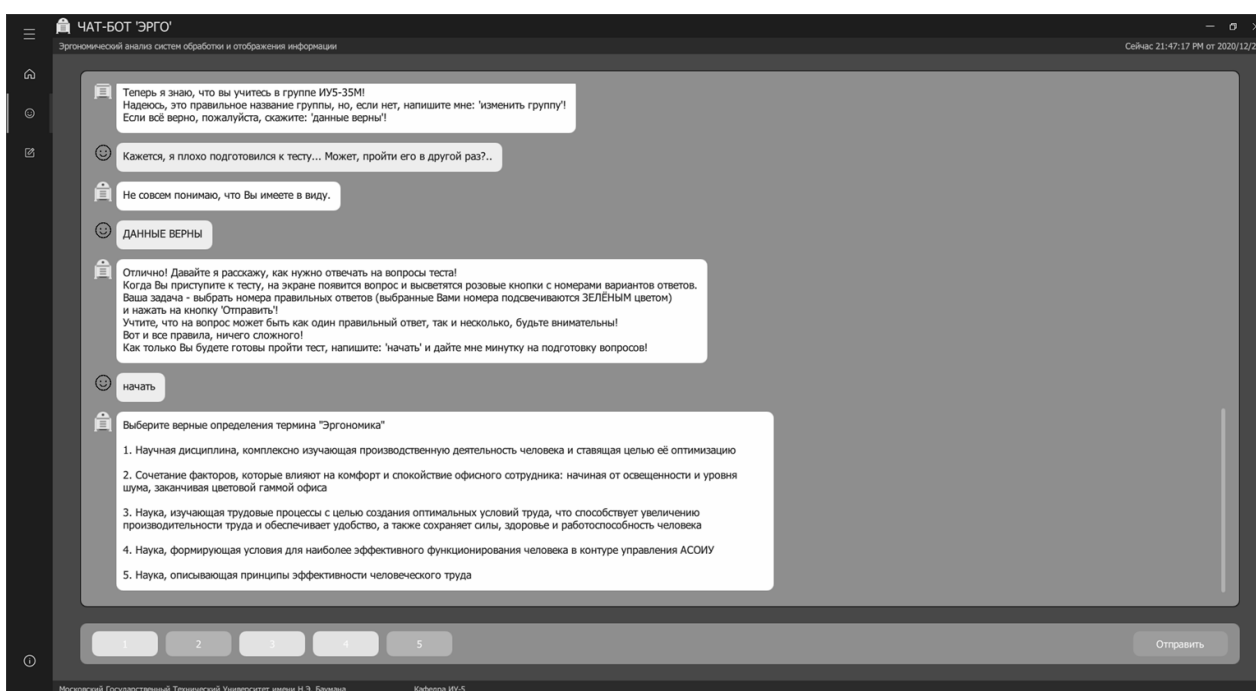 ЧАТ-БОТ 'ЭРГО'
Эргономический анализ систем обработки и отображения информации
Сейчас 21:47:17 PM от 2020/12/2
Теперь я знаю, что вы учитесь в группе ИУ5-35М!
Надеюсь, это правильное название группы, но, если нет, напишите мне: 'изменить группу'!
Если всё верно, пожалуйста, скажите: 'данные верны'!
Кажется, я плохо подготовился к тесту... Может, пройти его в другой раз?..
Не совсем понимаю, что Вы имеете в виду.
ДАННЫЕ ВЕРНЫ
Отлично! Давайте я расскажу, как нужно отвечать на вопросы теста!
Когда Вы приступите к тесту, на экране появится вопрос и высветятся розовые кнопки с номерами вариантов ответов.
Ваша задача - выбрать номера правильных ответов (выбранные Вами номера подсвечиваются ЗЕЛЁНЫМ цветом)
и нажать на кнопку 'Отправить'!
Учтите, что на вопрос может быть как один правильный ответ, так и несколько, будьте внимательны!
Вот и все правила, ничего сложного!
Как только Вы будете готовы пройти тест, напишите: 'начать' и дайте мне минутку на подготовку вопросов!
начать
Выберите верные определения термина "Эргономика"
1. Научная дисциплина, комплексно изучающая производственную деятельность человека и ставящая целью её оптимизацию
2. Сочетание факторов, которые влияют на комфорт и спокойствие офисного сотрудника: начиная от освещенности и уровня
шума, заканчивая цветовой гаммой офиса
3. Наука, изучающая трудовые процессы с целью создания оптимальных условий труда, что способствует увеличению
производительности труда и обеспечивает удобство, а также сохраняет силы, здоровье и работоспособность человека
4. Наука, формирующая условия для наиболее эффективного функционирования человека в контуре управления АСОИУ
5. Наука, описывающая принципы эффективности человеческого труда
1 2 3 4 5 Отправить
Московский Государственный Технический Университет имени Н.Э. Баумана Кафедра ИУ-5